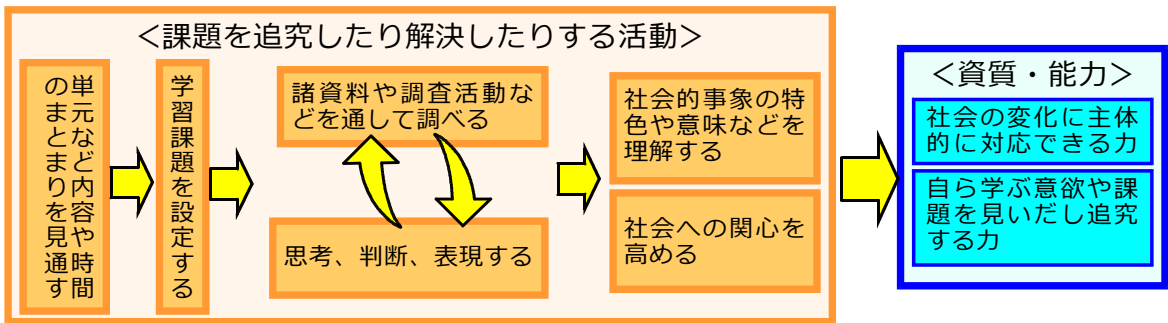 ＜課題を追究したり解決したりする活動＞
単元など内容や時間
のまとまりを見通す
学習課題を設定する
諸資料や調査活動な
どを通して調べる
思考、判断、表現する
社会的事象の特
色や意味などを
理解する
社会への関心を
高める
＜資質・能力＞
社会の変化に主体
的に対応できる力
自ら学ぶ意欲や課
題を見いだし追究
する力